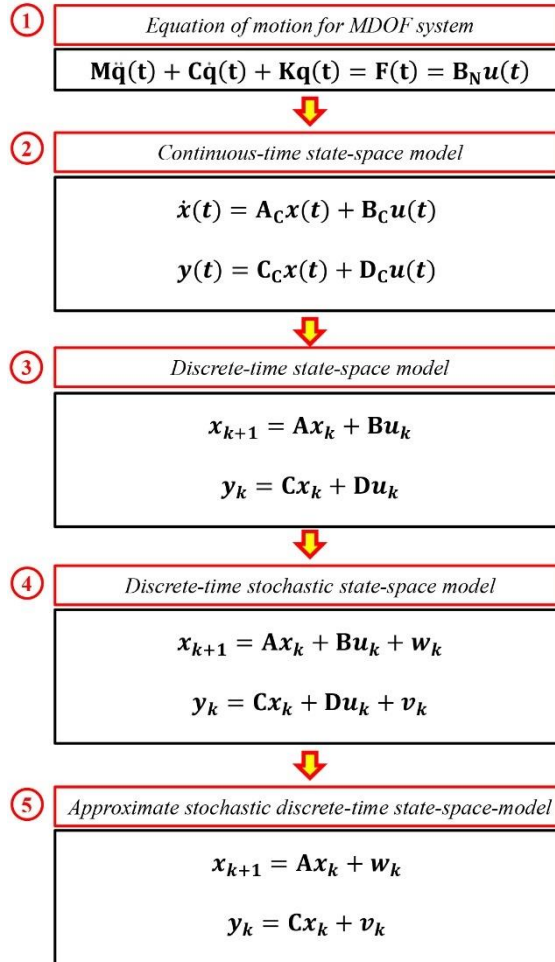 ① Equation of motion for MDOF system
𝐌q̈(𝐭) + 𝐂q̇(𝐭) + 𝐊𝐪(𝐭) = 𝐅(𝐭) = 𝐁_𝐍 𝒖(𝒕)
② Continuous-time state-space model
ẋ(t) = A_C x(t) + B_C u(t)
y(t) = C_C x(t) + D_C u(t)
③ Discrete-time state-space model
x_{k+1} = Ax_k + Bu_k
y_k = Cx_k + Du_k
④ Discrete-time stochastic state-space model
x_{k+1} = Ax_k + Bu_k + w_k
y_k = Cx_k + Du_k + v_k
⑤ Approximate stochastic discrete-time state-space-model
x_{k+1} = Ax_k + w_k
y_k = Cx_k + v_k